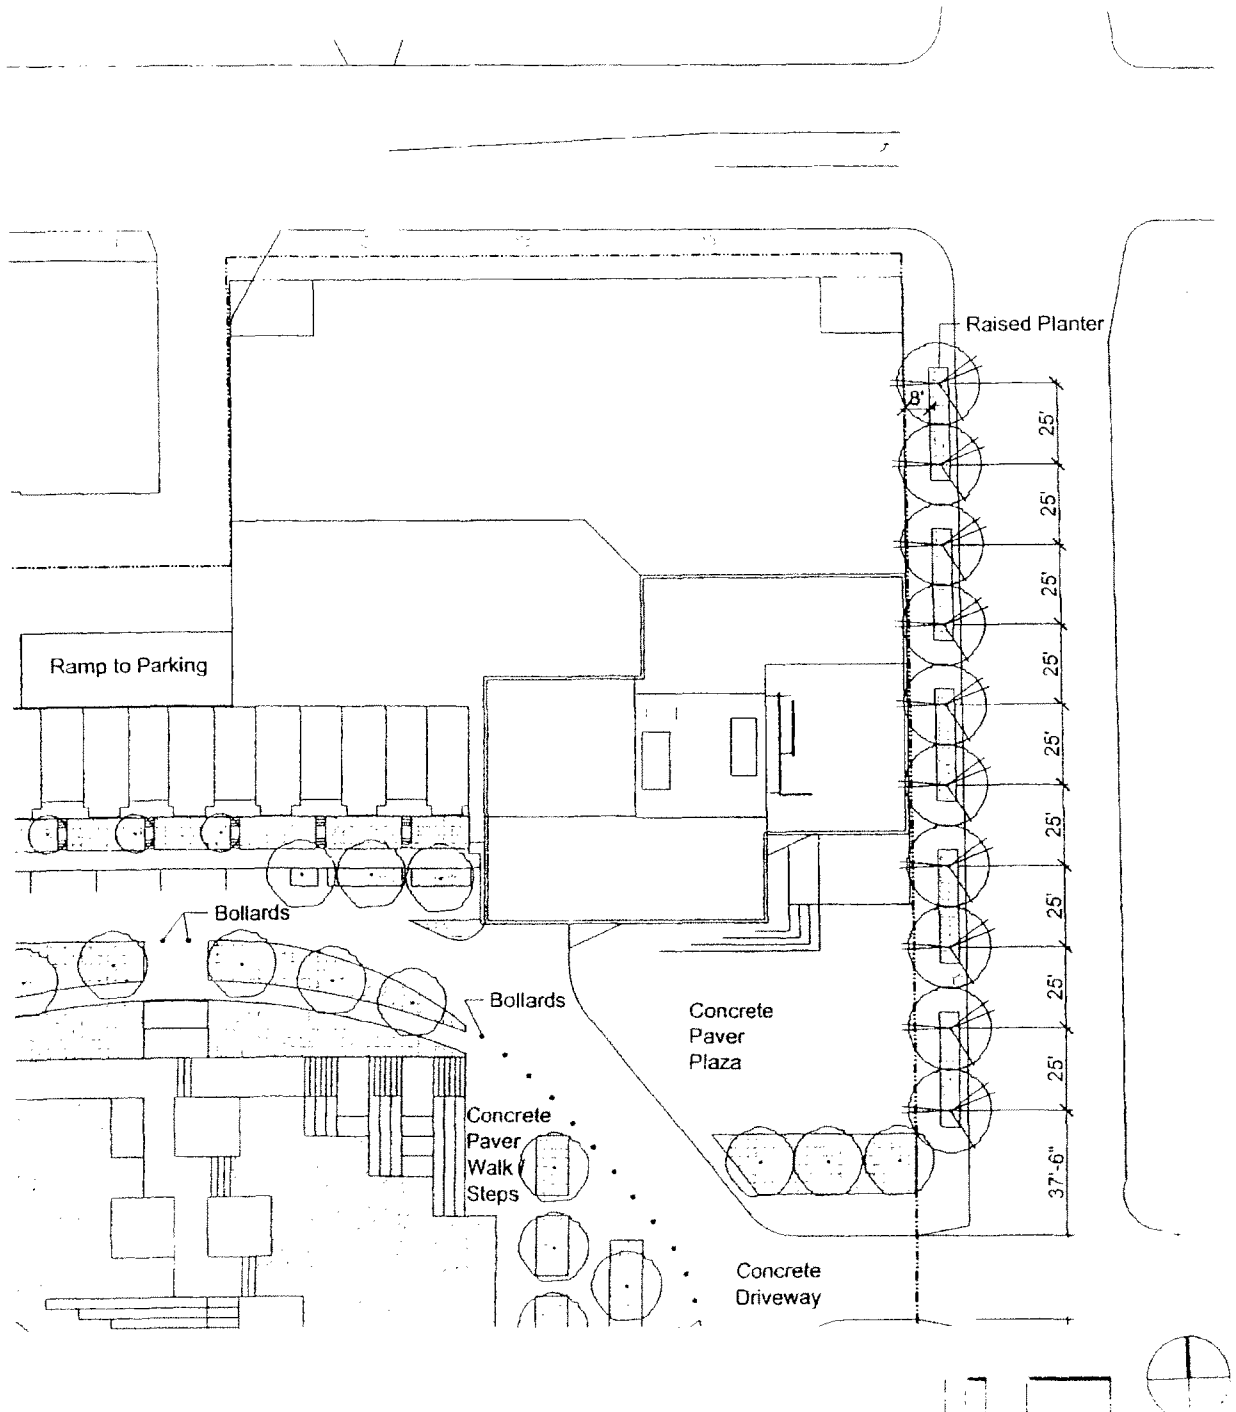 Raised Planter
8'
25'
25'
25'
25'
25'
25'
25'
25'
25'
37'-6"
Ramp to Parking
Bollards
Bollards
Concrete
Paver
Plaza
Concrete
Paver
Walk
Steps
Concrete
Driveway